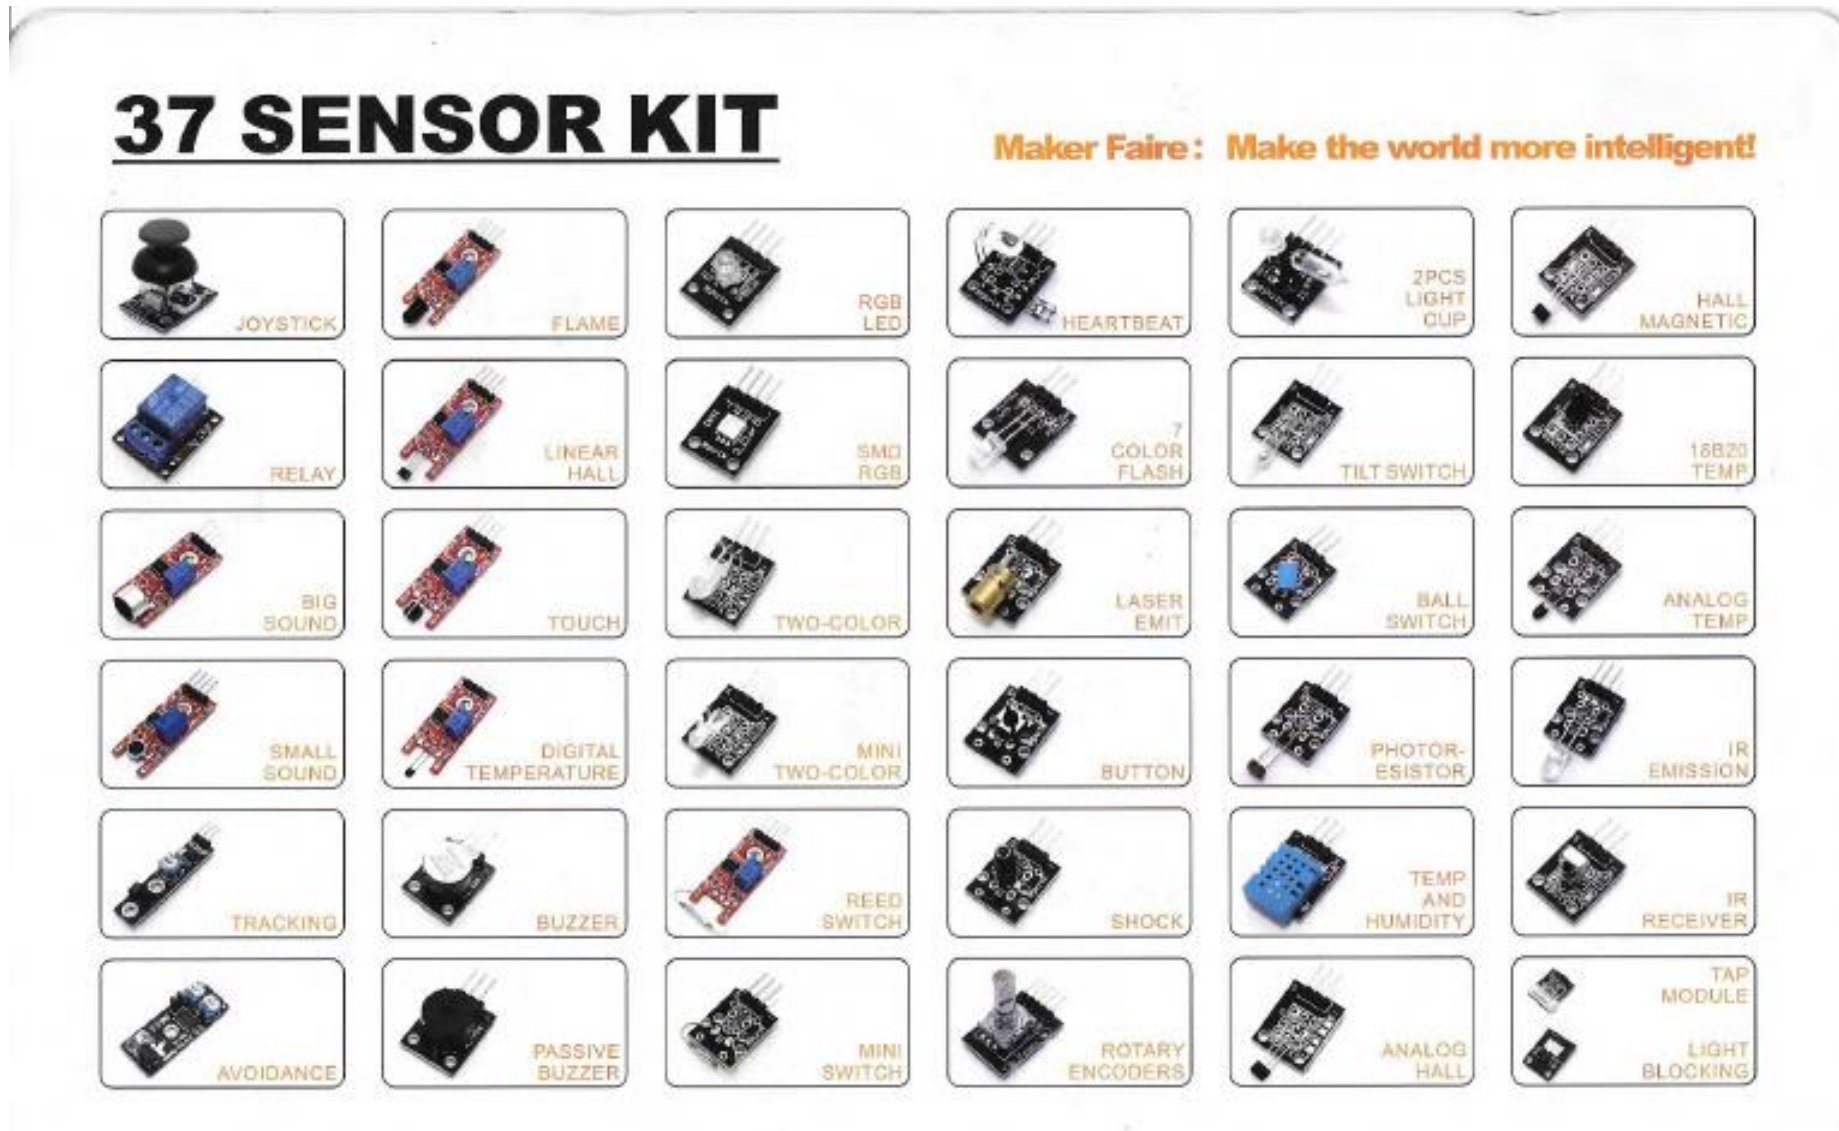 37 SENSOR KIT
Maker Faire: Make the world more intelligent!
JOYSTICK
FLAME
RGB
LED
HEARTBEAT
2PCS
LIGHT
CUP
HALL
MAGNETIC
RELAY
LINEAR
HALL
SMD
RGB
7
COLOR
FLASH
TILT SWITCH
18B20
TEMP
BIG
SOUND
TOUCH
TWO-COLOR
LASER
EMIT
BALL
SWITCH
ANALOG
TEMP
SMALL
SOUND
DIGITAL
TEMPERATURE
MINI
TWO-COLOR
BUTTON
PHOTOR-
ESISTOR
IR
EMISSION
TRACKING
BUZZER
REED
SWITCH
SHOCK
TEMP
AND
HUMIDITY
IR
RECEIVER
AVOIDANCE
PASSIVE
BUZZER
MINI
SWITCH
ROTARY
ENCODERS
ANALOG
HALL
TAP
MODULE
LIGHT
BLOCKING